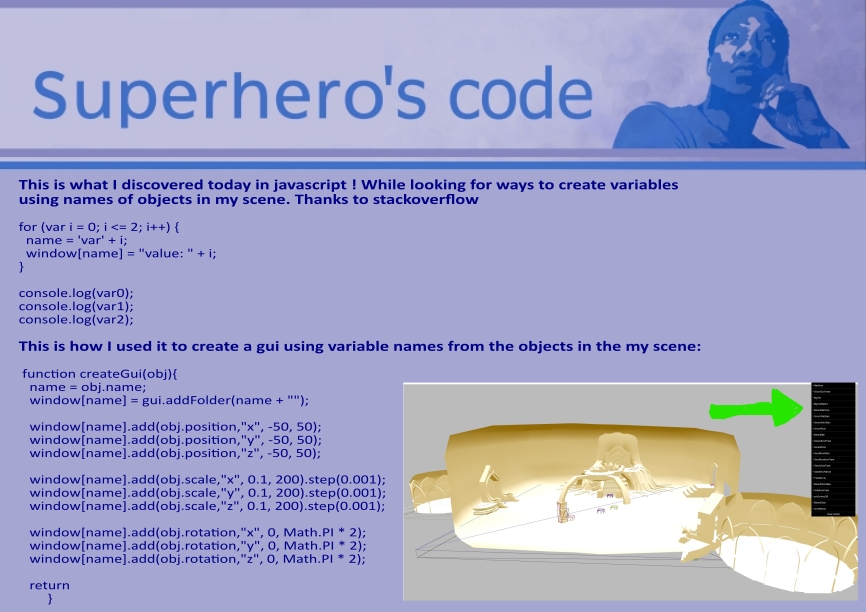 Superhero's code
This is what I discovered today in javascript ! While looking for ways to create variables
using names of objects in my scene. Thanks to stackoverflow
for (var i = 0; i <= 2; i++) {
name = 'var' + i;
window[name] = "value: " + i;
}
console.log(var0);
console.log(var1);
console.log(var2);
This is how I used it to create a gui using variable names from the objects in the my scene:
function createGui(obj){
name = obj.name;
window[name] = gui.addFolder(name + "");
window[name].add(obj.position,"x", -50, 50);
window[name].add(obj.position,"y", -50, 50);
window[name].add(obj.position,"z", -50, 50);
window[name].add(obj.scale,"x", 0.1, 200).step(0.001);
window[name].add(obj.scale,"y", 0.1, 200).step(0.001);
window[name].add(obj.scale,"z", 0.1, 200).step(0.001);
window[name].add(obj.rotation,"x", 0, Math.PI * 2);
window[name].add(obj.rotation,"y", 0, Math.PI * 2);
window[name].add(obj.rotation,"z", 0, Math.PI * 2);
return
}